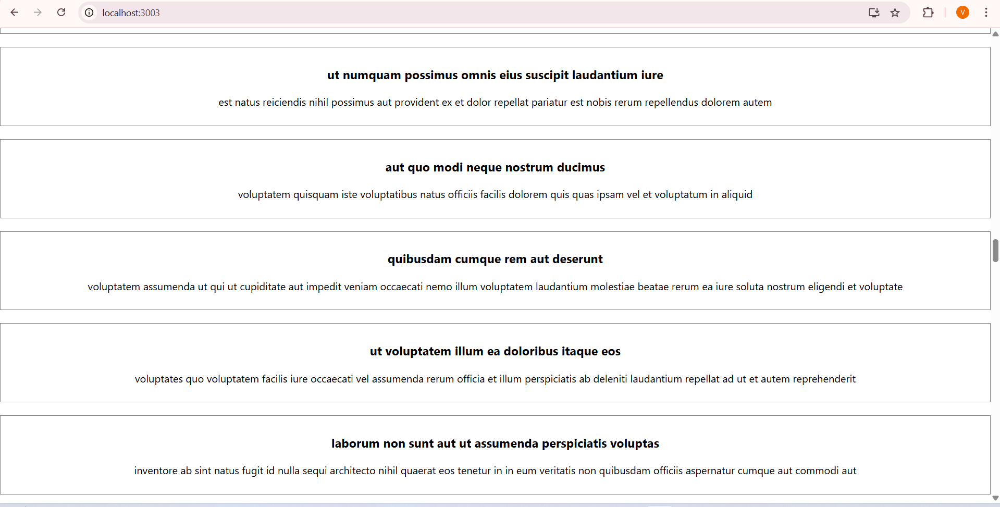 localhost:3003
V
ut numquam possimus omnis eius suscipit laudantium iure
est natus reiciendis nihil possimus aut provident ex et dolor repellat pariatur est nobis rerum repellendus dolorem autem
aut quo modi neque nostrum ducimus
voluptatem quisquam iste voluptatibus natus officiis facilis dolorem quis quas ipsam vel et voluptatum in aliquid
quibusdam cumque rem aut deserunt
voluptatem assumenda ut qui ut cupiditate aut impedit veniam occaecati nemo illum voluptatem laudantium molestiae beatae rerum ea iure soluta nostrum eligendi et voluptate
ut voluptatem illum ea doloribus itaque eos
voluptates quo voluptatem facilis iure occaecati vel assumenda rerum officia et illum perspiciatis ab deleniti laudantium repellat ad ut et autem reprehenderit
laborum non sunt aut ut assumenda perspiciatis voluptas
inventore ab sint natus fugit id nulla sequi architecto nihil quaerat eos tenetur in in eum veritatis non quibusdam officiis aspernatur cumque aut commodi aut